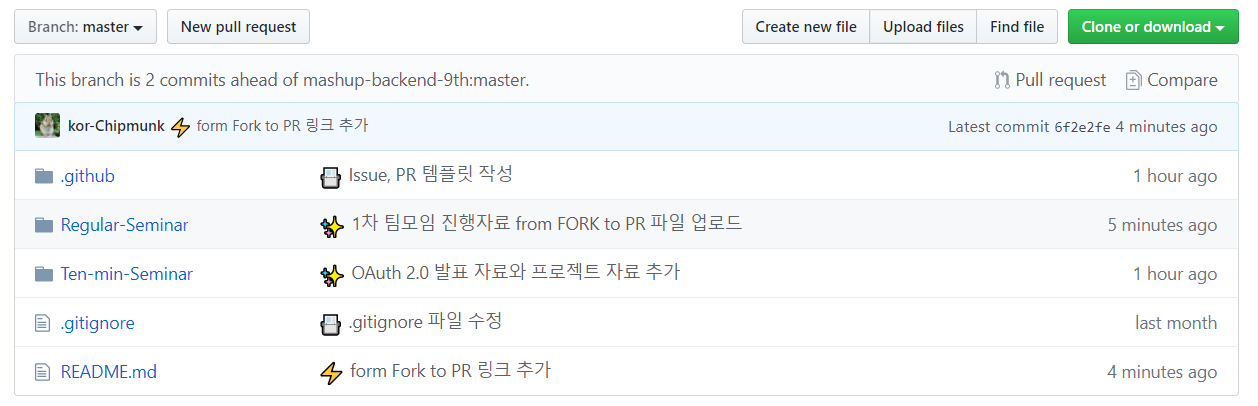 Branch: master New pull request Create new file Upload files Find file Clone or download
This branch is 2 commits ahead of mashup-backend-9th:master. Pull request Compare
kor-Chipmunk ⚡ form Fork to PR 링크 추가 Latest commit 6f2e2fe 4 minutes ago
.github Issue, PR 템플릿 작성 1 hour ago
Regular-Seminar ✨ 1차 팀모임 진행자료 from FORK to PR 파일 업로드 5 minutes ago
Ten-min-Seminar ✨ OAuth 2.0 발표 자료와 프로젝트 자료 추가 1 hour ago
.gitignore .gitignore 파일 수정 last month
README.md ⚡ form Fork to PR 링크 추가 4 minutes ago